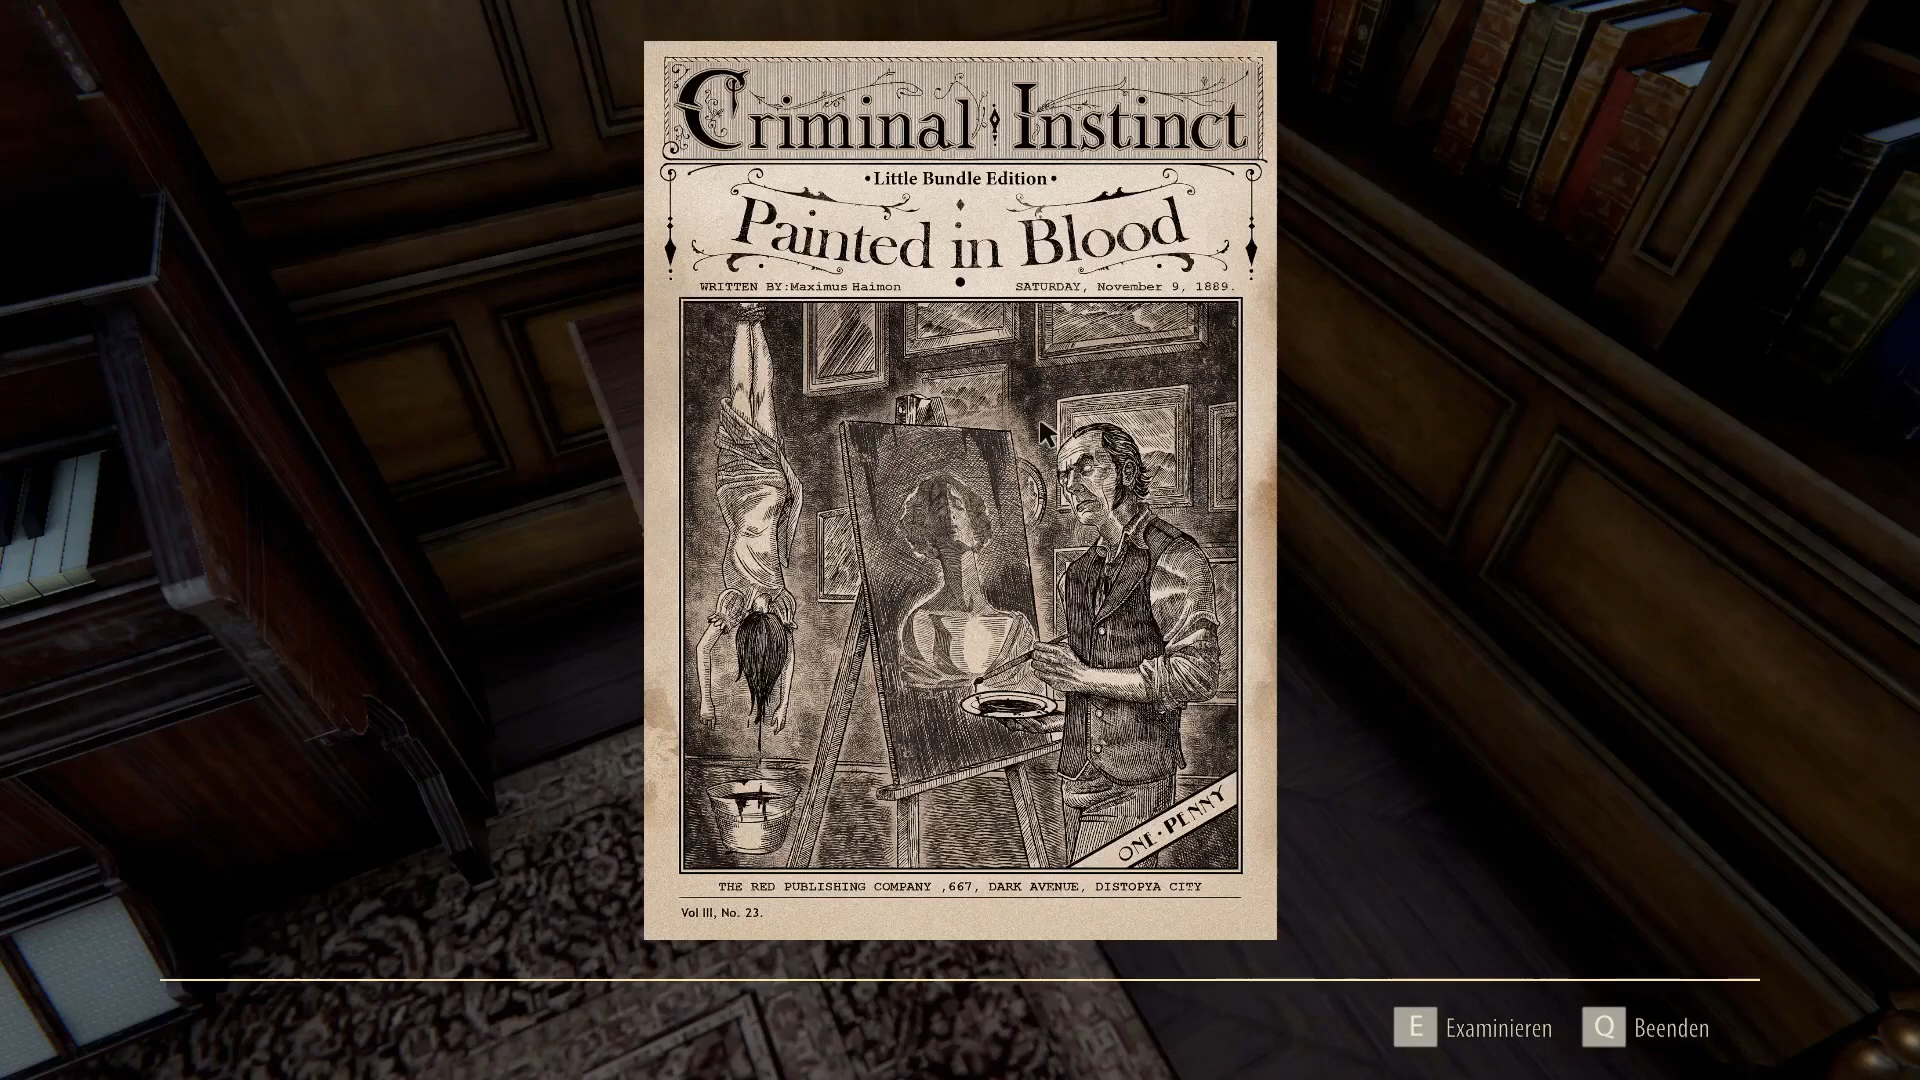 Criminal Instinct
•Little Bundle Edition•
Painted in Blood
WRITTEN BY:Maximus Haimon
SATURDAY, November 9, 1889.
ONE·PENNY
THE RED PUBLISHING COMPANY ,667, DARK AVENUE, DISTOPYA CITY
Vol III, No. 23.
E Examinieren
Q Beenden